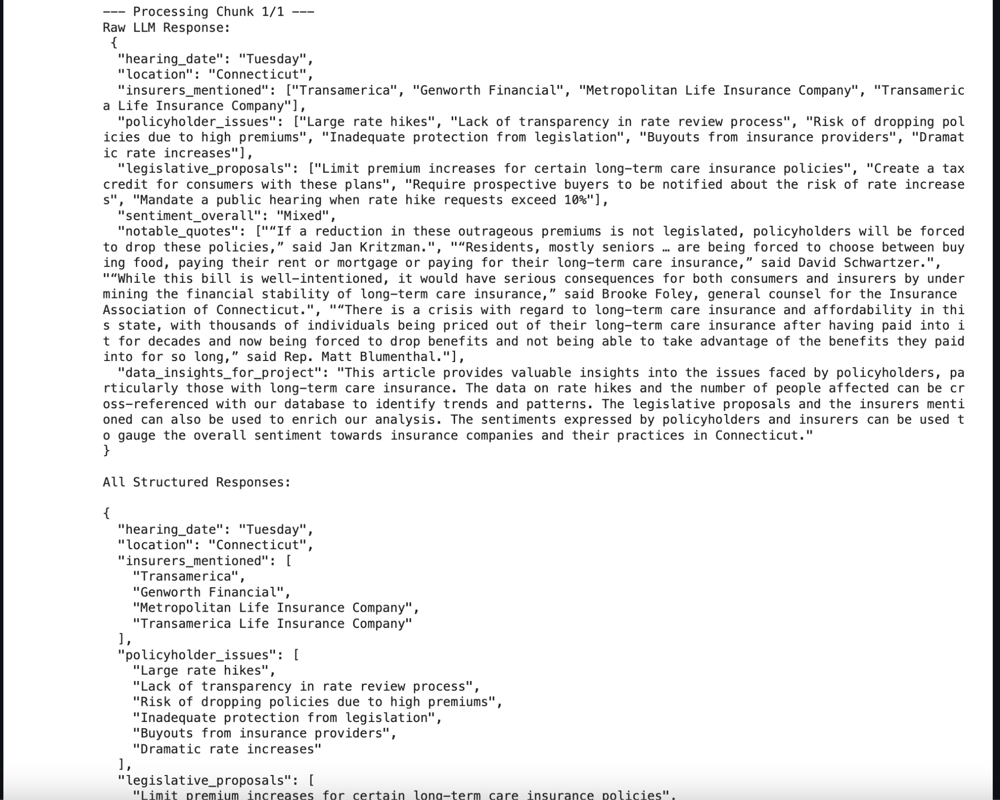 --- Processing Chunk 1/1 ---
Raw LLM Response:
 {
  "hearing_date": "Tuesday",
  "location": "Connecticut",
  "insurers_mentioned": ["Transamerica", "Genworth Financial", "Metropolitan Life Insurance Company", "Transameric
a Life Insurance Company"],
  "policyholder_issues": ["Large rate hikes", "Lack of transparency in rate review process", "Risk of dropping pol
icies due to high premiums", "Inadequate protection from legislation", "Buyouts from insurance providers", "Dramat
ic rate increases"],
  "legislative_proposals": ["Limit premium increases for certain long-term care insurance policies", "Create a tax
credit for consumers with these plans", "Require prospective buyers to be notified about the risk of rate increase
s", "Mandate a public hearing when rate hike requests exceed 10%"],
  "sentiment_overall": "Mixed",
  "notable_quotes": ["“If a reduction in these outrageous premiums is not legislated, policyholders will be forced
to drop these policies,” said Jan Kritzman.", "“Residents, mostly seniors … are being forced to choose between buy
ing food, paying their rent or mortgage or paying for their long-term care insurance,” said David Schwartzer.",
"“While this bill is well-intentioned, it would have serious consequences for both consumers and insurers by under
mining the financial stability of long-term care insurance,” said Brooke Foley, general counsel for the Insurance
Association of Connecticut.", "“There is a crisis with regard to long-term care insurance and affordability in thi
s state, with thousands of individuals being priced out of their long-term care insurance after having paid into i
t for decades and now being forced to drop benefits and not being able to take advantage of the benefits they paid
into for so long,” said Rep. Matt Blumenthal."],
  "data_insights_for_project": "This article provides valuable insights into the issues faced by policyholders, pa
rticularly those with long-term care insurance. The data on rate hikes and the number of people affected can be cr
oss-referenced with our database to identify trends and patterns. The legislative proposals and the insurers menti
oned can also be used to enrich our analysis. The sentiments expressed by policyholders and insurers can be used t
o gauge the overall sentiment towards insurance companies and their practices in Connecticut."
}

All Structured Responses:

{
  "hearing_date": "Tuesday",
  "location": "Connecticut",
  "insurers_mentioned": [
    "Transamerica",
    "Genworth Financial",
    "Metropolitan Life Insurance Company",
    "Transamerica Life Insurance Company"
  ],
  "policyholder_issues": [
    "Large rate hikes",
    "Lack of transparency in rate review process",
    "Risk of dropping policies due to high premiums",
    "Inadequate protection from legislation",
    "Buyouts from insurance providers",
    "Dramatic rate increases"
  ],
  "legislative_proposals": [
    "Limit premium increases for certain long-term care insurance policies",